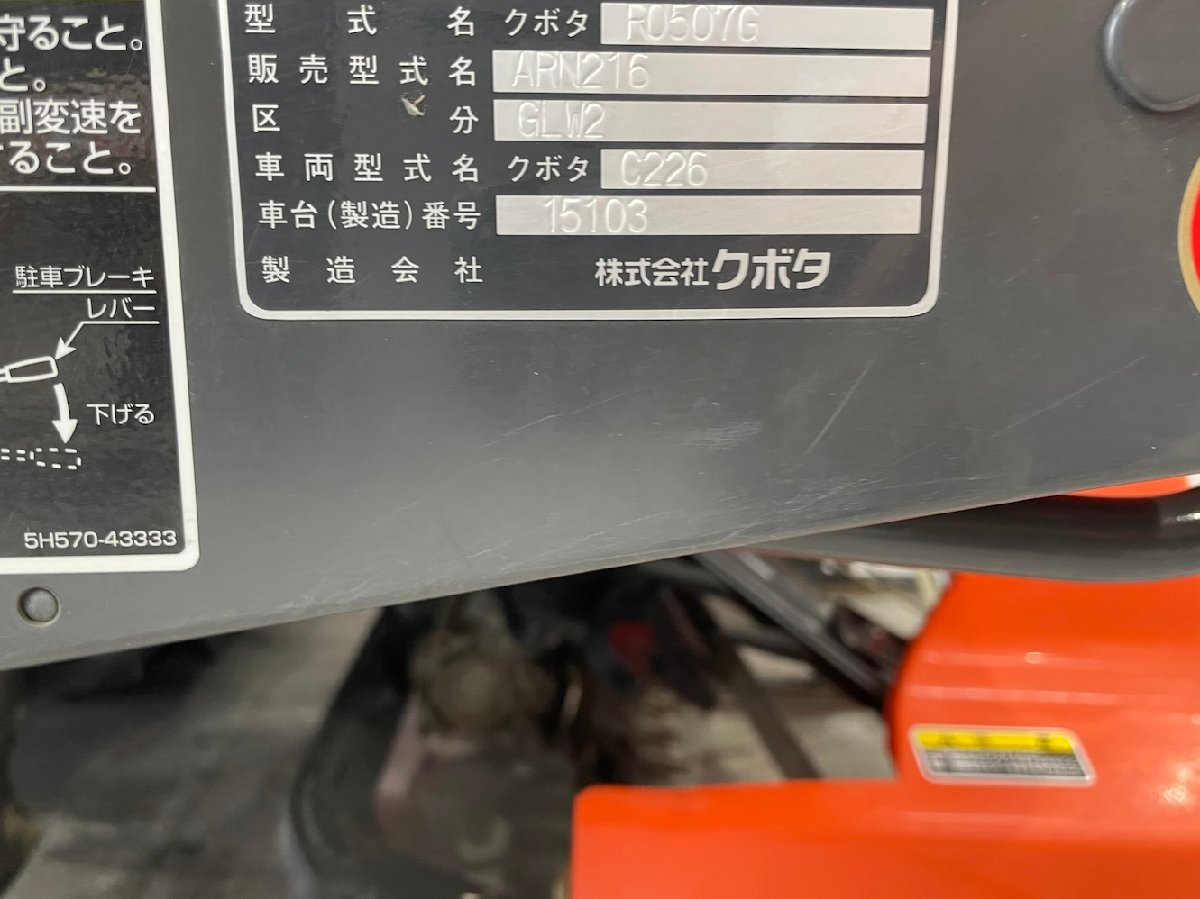 守ること。
と。
副変速を
すること。
駐車ブレーキ
レバー
下げる
5H570-43333
型式名 クボタ R0507G
販売型式名 ARN216
区分 GLW2
車両型式名 クボタ C226
車台(製造)番号 15103
製造会社 株式会社クボタ